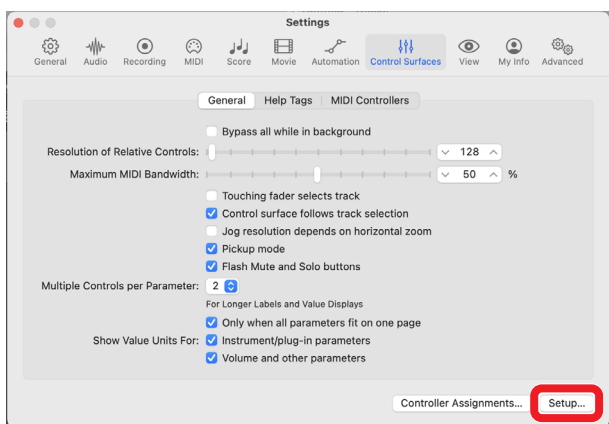 Settings
General Audio Recording MIDI Score Movie Automation Control Surfaces View My Info Advanced
General Help Tags MIDI Controllers
Bypass all while in background
Resolution of Relative Controls: 128
Maximum MIDI Bandwidth: 50 %
Touching fader selects track
Control surface follows track selection
Jog resolution depends on horizontal zoom
Pickup mode
Flash Mute and Solo buttons
Multiple Controls per Parameter: 2
For Longer Labels and Value Displays
Only when all parameters fit on one page
Show Value Units For: Instrument/plug-in parameters
Volume and other parameters
Controller Assignments... Setup...